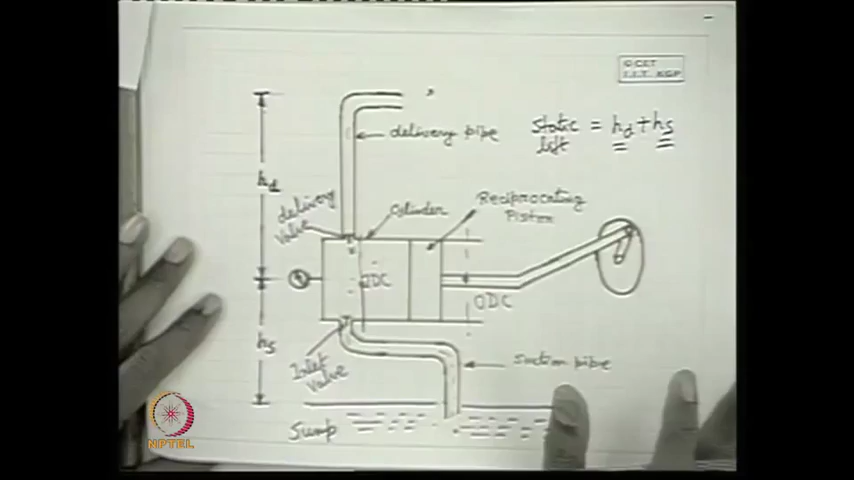 © CET
I.I.T. KGP
delivery pipe
Static = hd + hs
lift
hd
delivery
valve
Cylinder
Reciprocating
Piston
IDC
ODC
hs
Inlet
valve
Suction pipe
Sump
NPTEL